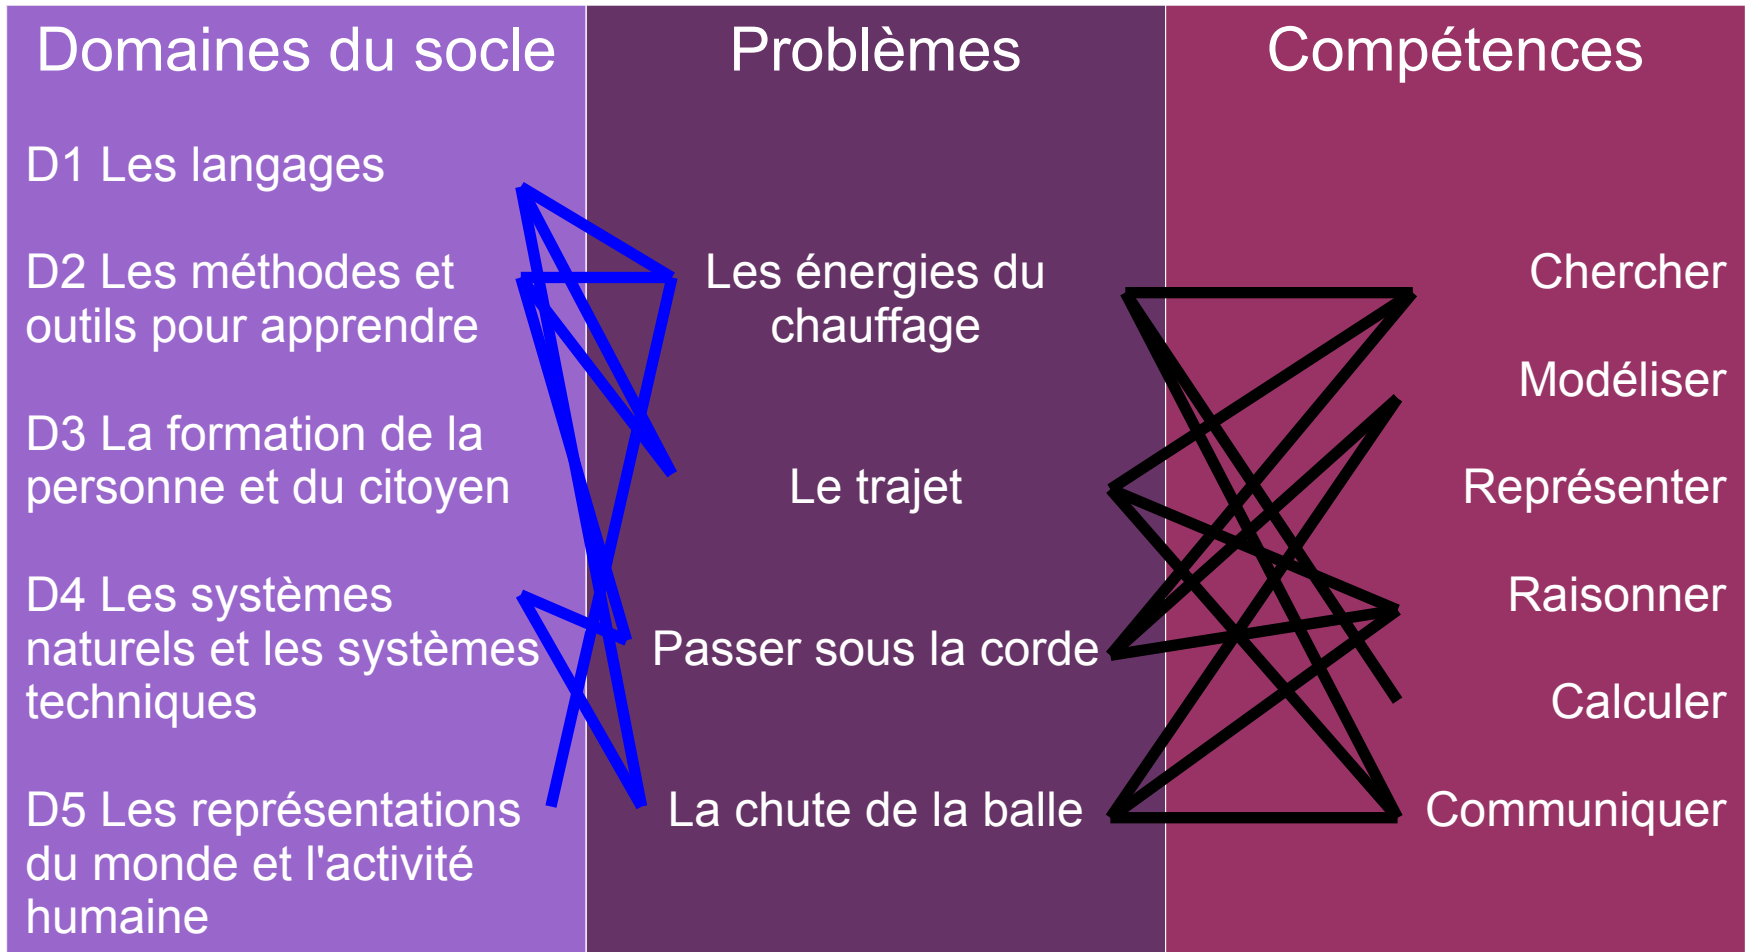 Domaines du socle
D1 Les langages
D2 Les méthodes et
outils pour apprendre
D3 La formation de la
personne et du citoyen
D4 Les systèmes
naturels et les systèmes
techniques
D5 Les représentations
du monde et l'activité
humaine
Problèmes
Les énergies du
chauffage
Le trajet
Passer sous la corde
La chute de la balle
Compétences
Chercher
Modéliser
Représenter
Raisonner
Calculer
Communiquer